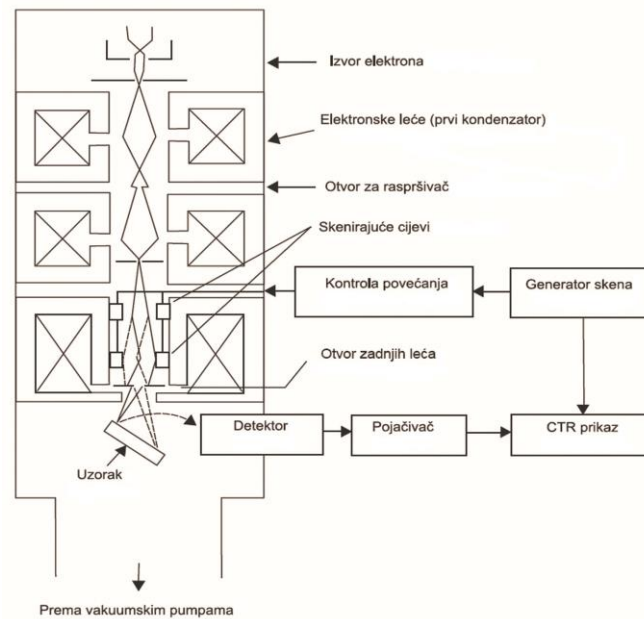 Izvor elektrona
Elektronske leće (prvi kondenzator)
Otvor za raspršivač
Skenirajuće cijevi
Kontrola povećanja
Generator skena
Otvor zadnjih leća
Detektor
Pojačivač
CTR prikaz
Uzorak
Prema vakuumskim pumpama